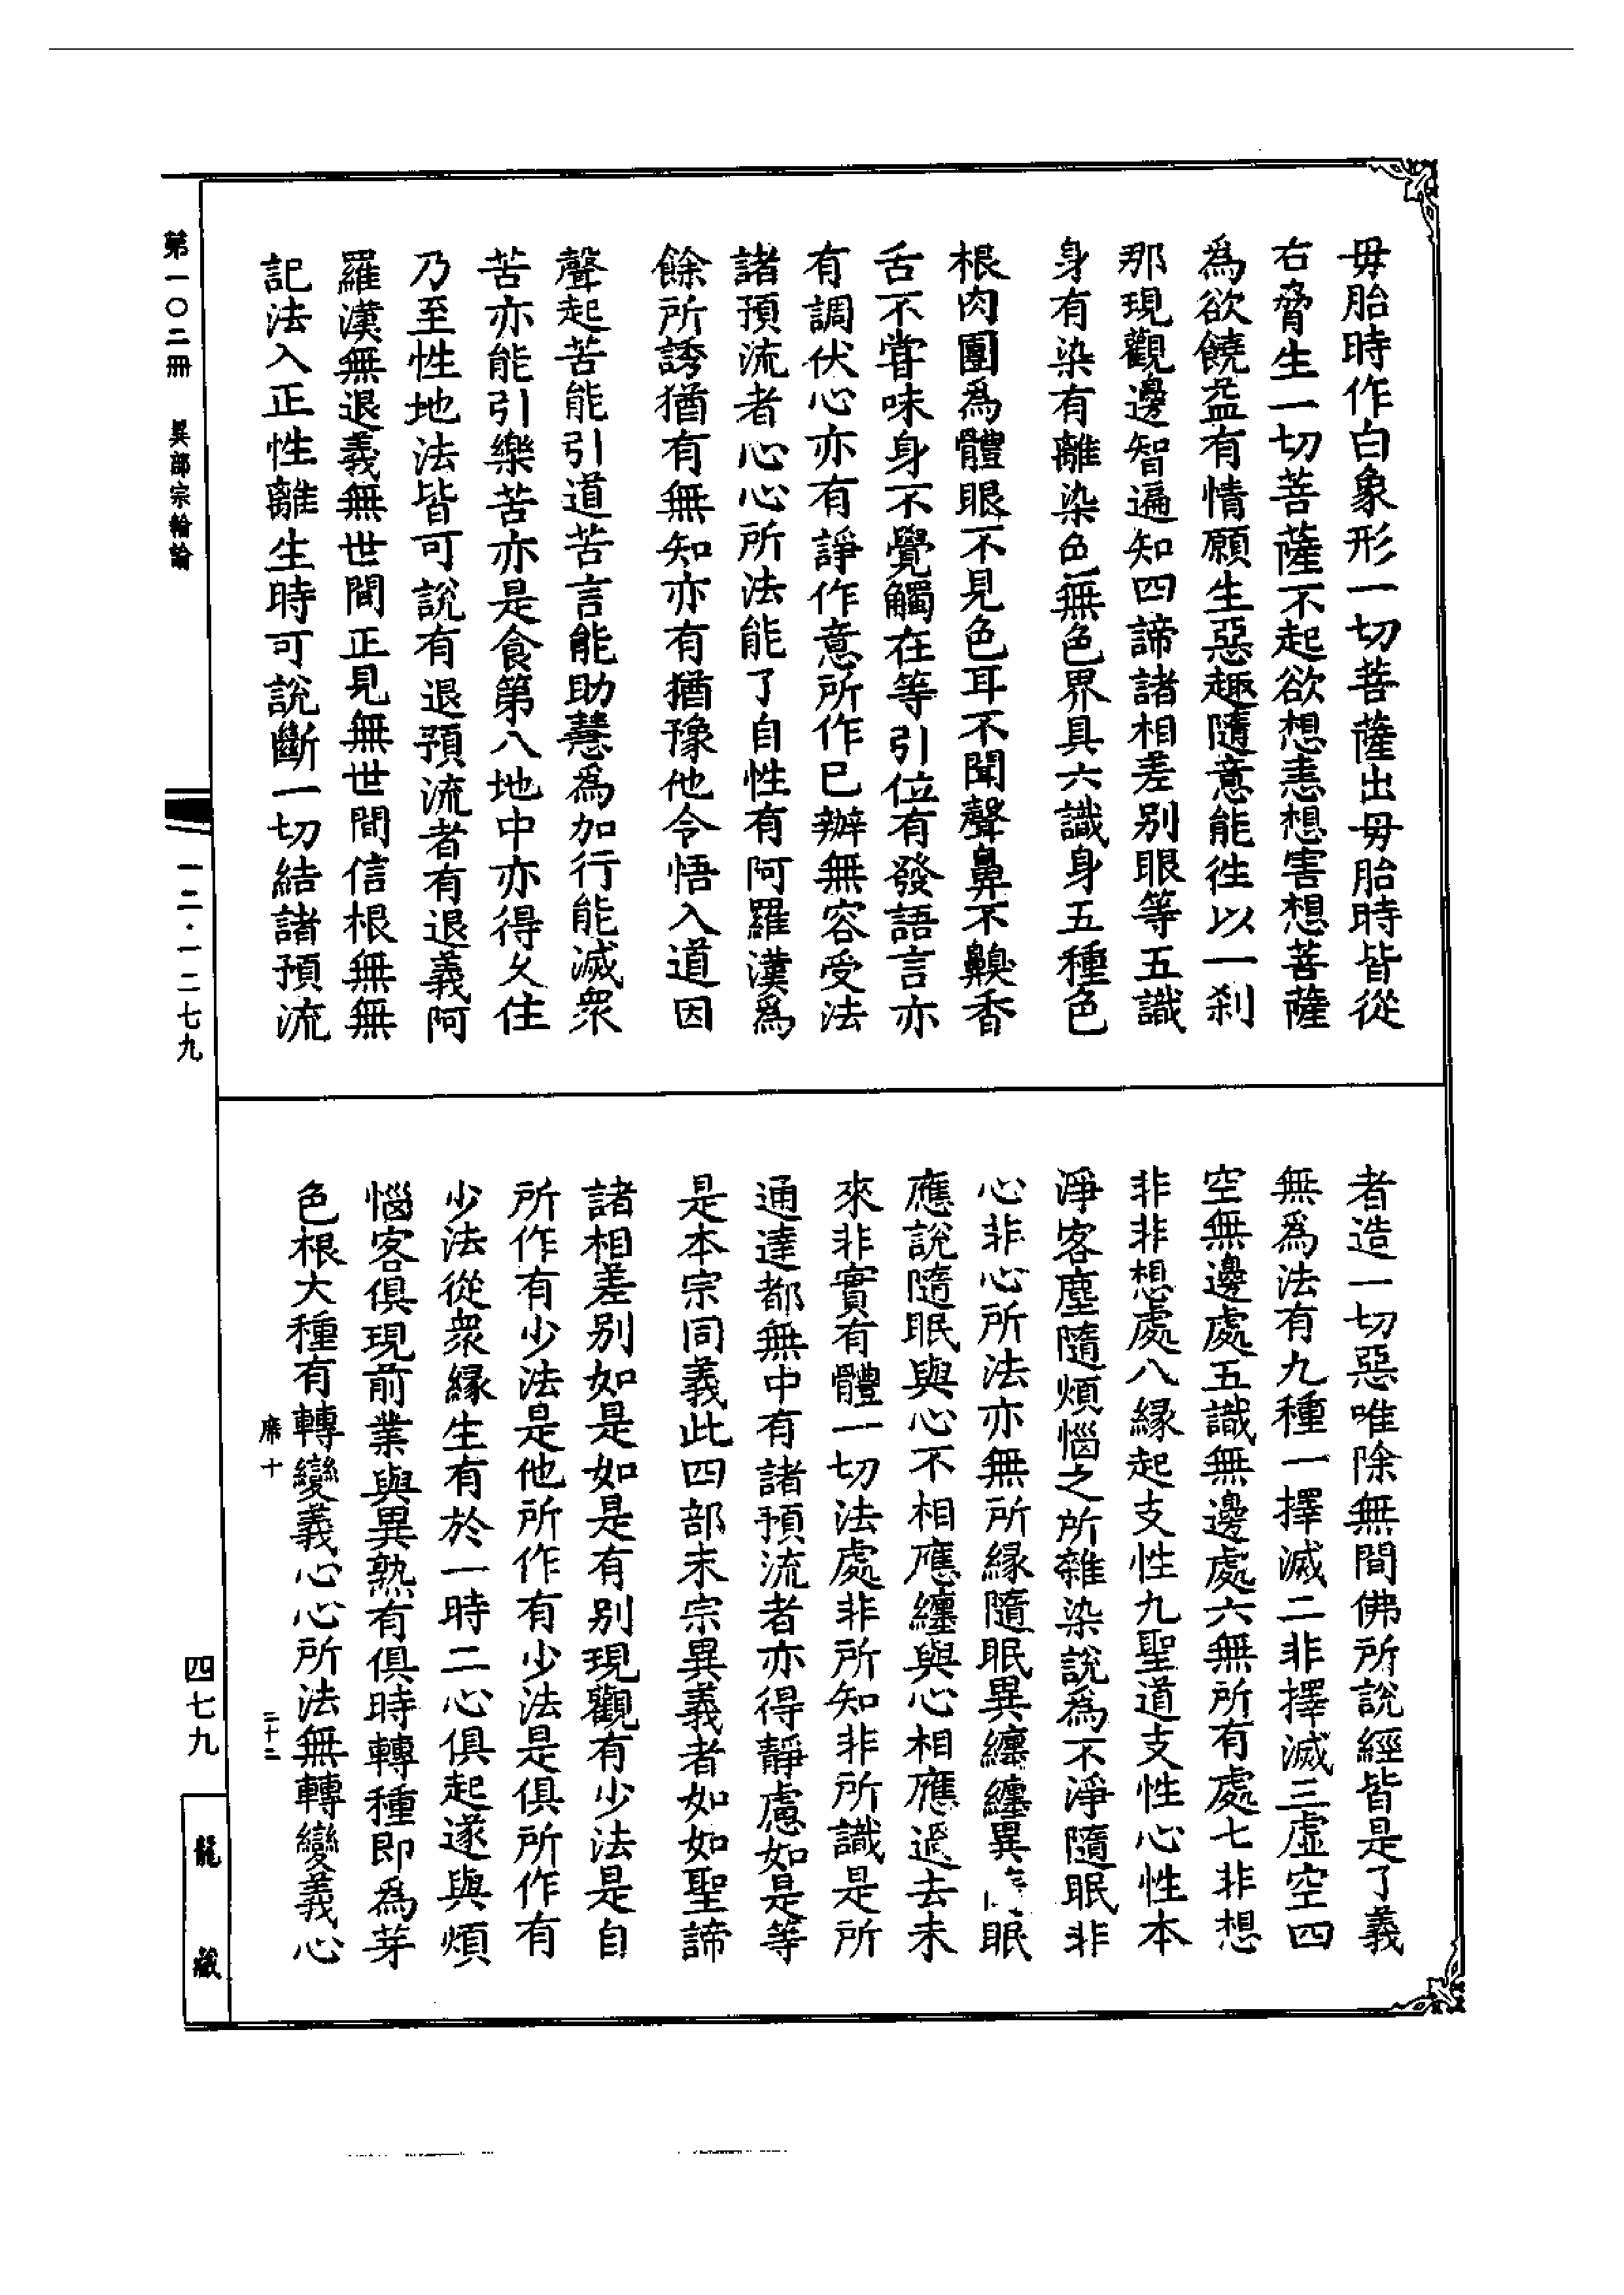 毋胎時作白象形一切菩薩出毋胎時皆從
右脅生一切菩薩不起欲想恚想害想菩薩
爲欲饒益有情願生惡趣隨意能徃以一刹
那現觀邊智遍知四諦諸相差别眼等五識
身有染有離染色無色界具六識身五種色
根肉團爲體眼不見色耳不聞聲鼻不齅香
舌不甞味身不覺觸在等引位有發語言亦
有調伏心亦有諍作意所作已辦無容受法
諸預流者心心所法能了自性有阿羅漢爲
餘所誘猶有無知亦有猶豫他令悟入道因
聲起苦能引道苦言能助慧爲加行能滅衆
苦亦能引樂苦亦是食第八地中亦得乆住
乃至性地法皆可說有退預流者有退義阿
羅漢無退義無世間正見無世間信根無無
記法入正性離生時可說斷一切結諸預流
者造一切惡唯除無間佛所說經皆是了義
無爲法有九種一擇滅二非擇滅三虛空四
空無邊處五識無邊處六無所有處七非想
非非想處八緣起支性九聖道支性心性本
淨客塵隨煩惱之所雜染說爲不淨隨眠非
心非心所法亦無所緣隨眠異纏纏異眠
應說隨眠與心不相應纏與心相應過去未
來非實有體一切法處非所知非所識是所
通達都無中有諸預流者亦得靜慮如是等
是本宗同義此四部末宗異義者如如聖諦
諸相差别如是如是有别現觀有少法是自
所作有少法是他所作有少法是俱所作有
少法從衆緣生有於一時二心俱起道與煩
惱客俱現前業與異熟有俱時轉種即爲芽
色根大種有轉變義心心所法無轉變義心
席十 二十二
第一〇二冊 異部宗輪論
一二·一二七九
四七九
龍藏